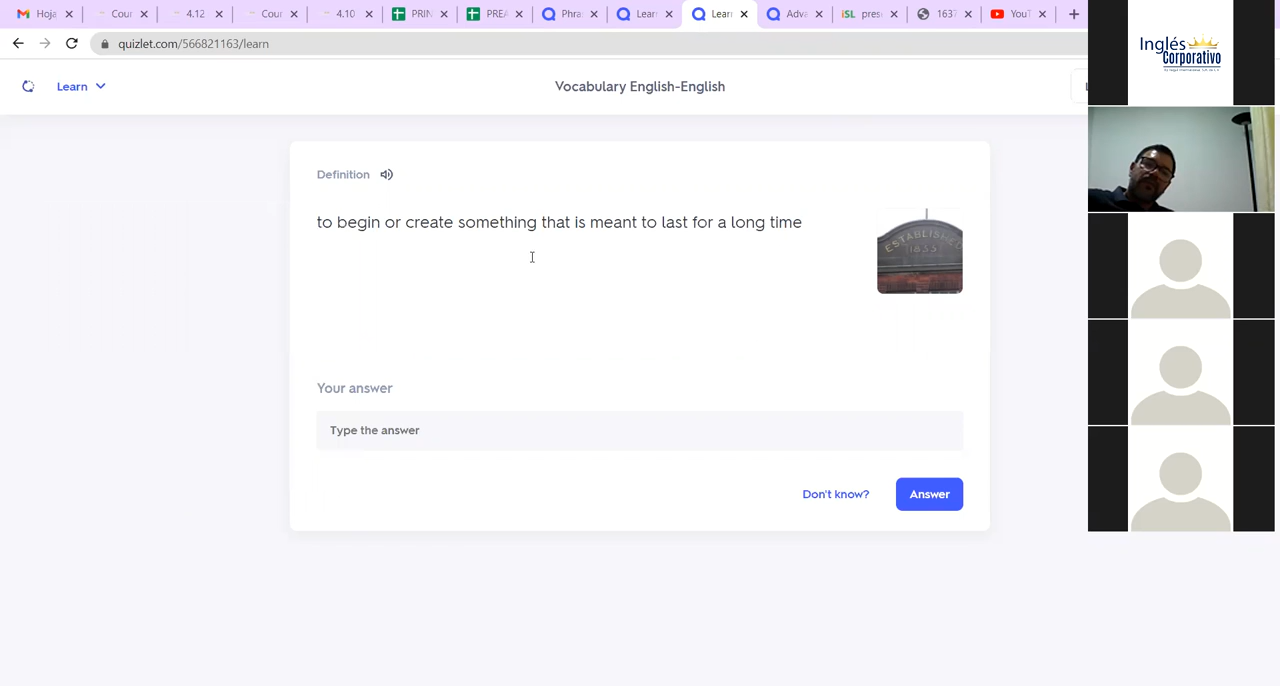 Hoja
Cour
4.12
Cour
4.10
PRIN
PREA
Phra
Lear
Lear
Adva
iSL pres
1637
YouT
quizlet.com/566821163/learn
Learn
Vocabulary English-English
Definition
to begin or create something that is meant to last for a long time
ESTABLISHED
1833
Your answer
Type the answer
Don't know?
Answer
Inglés
Corporativo